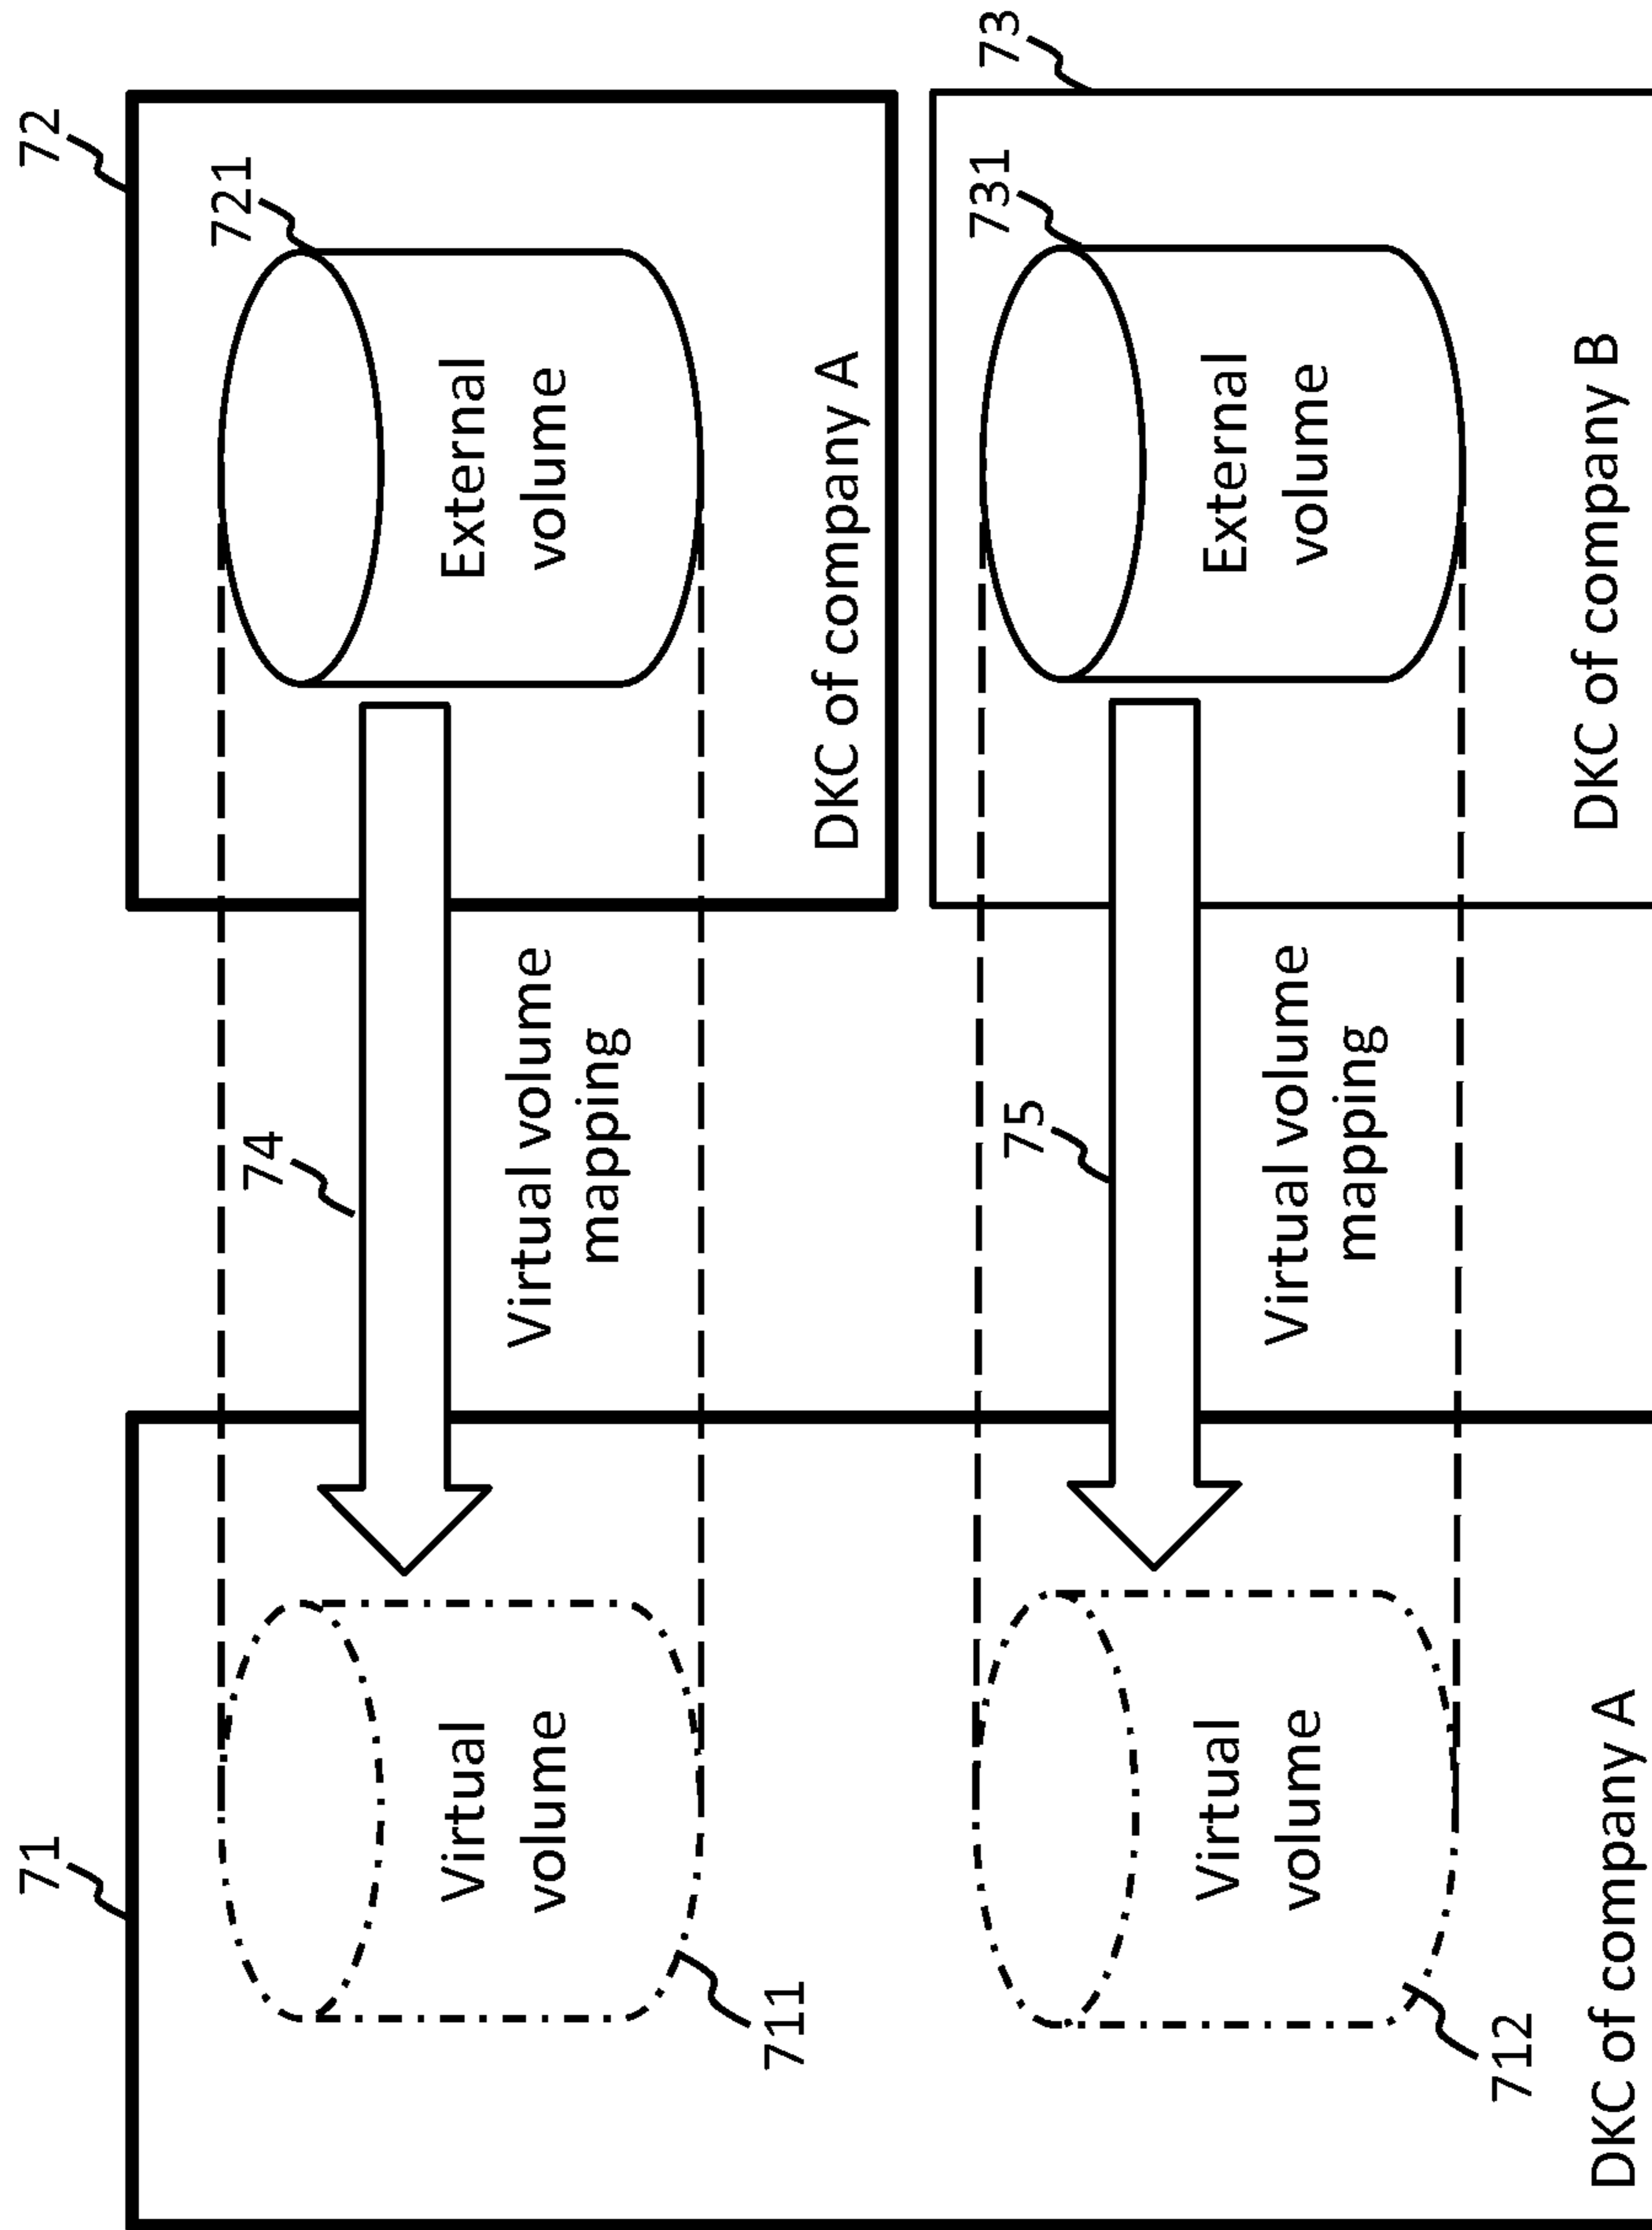 71
72
Virtual
volume
711
74
Virtual volume
mapping
External
volume
721
DKC of company A
73
Virtual
volume
712
75
Virtual volume
mapping
External
volume
731
DKC of company A
DKC of company B